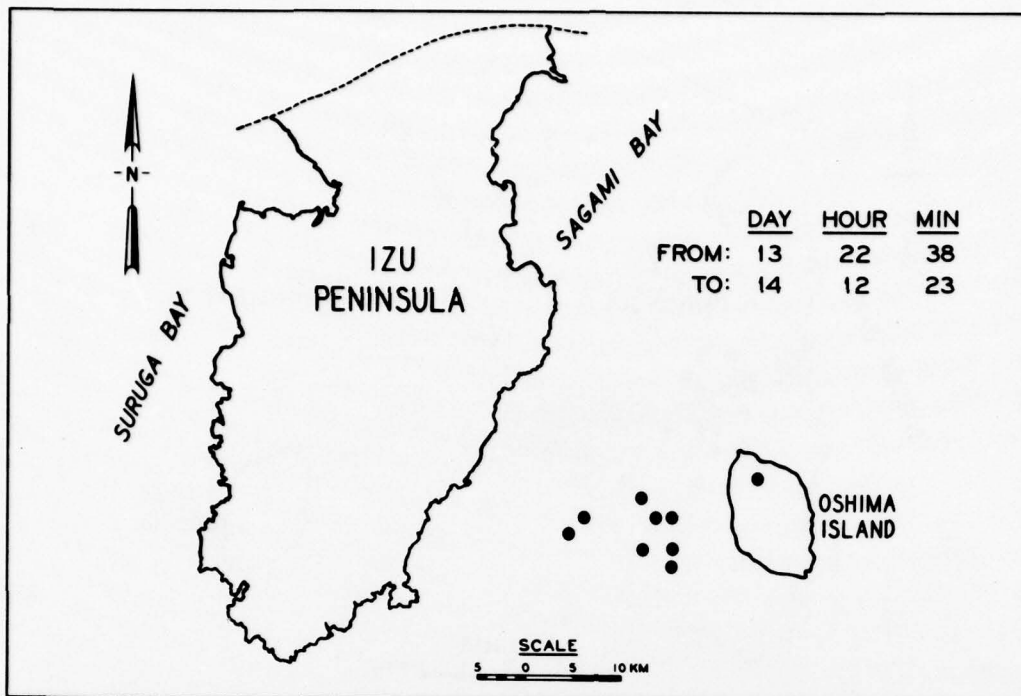 -N-
SURUGA BAY
IZU
PENINSULA
SAGAMI BAY
DAY HOUR MIN
FROM: 13 22 38
TO: 14 12 23
OSHIMA
ISLAND
SCALE
5 0 5 10 KM